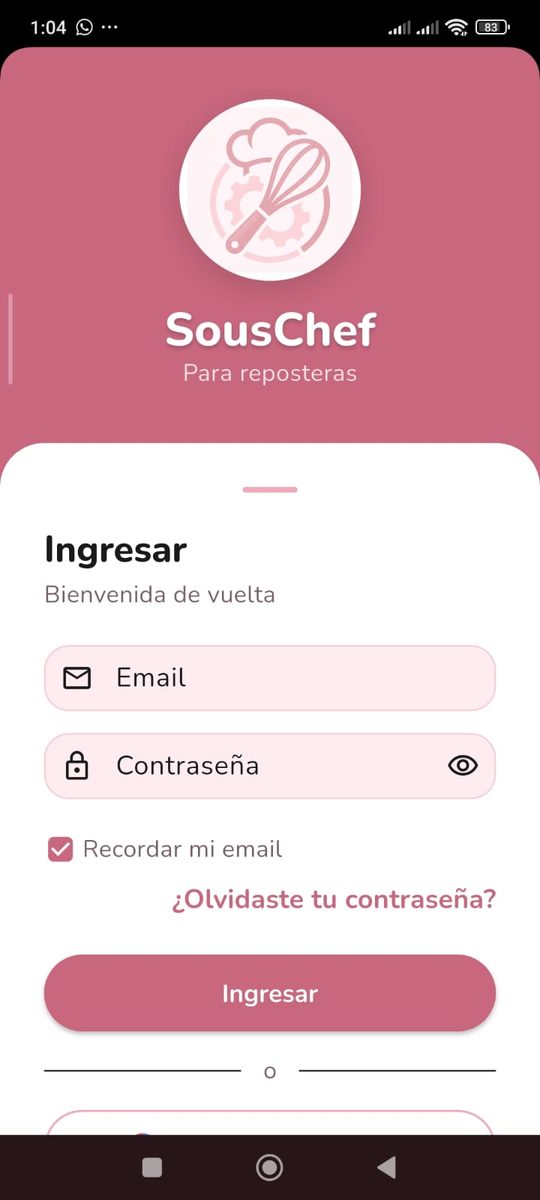 1:04
83
SousChef
Para reposteras
Ingresar
Bienvenida de vuelta
Email
Contraseña
Recordar mi email
¿Olvidaste tu contraseña?
Ingresar
o